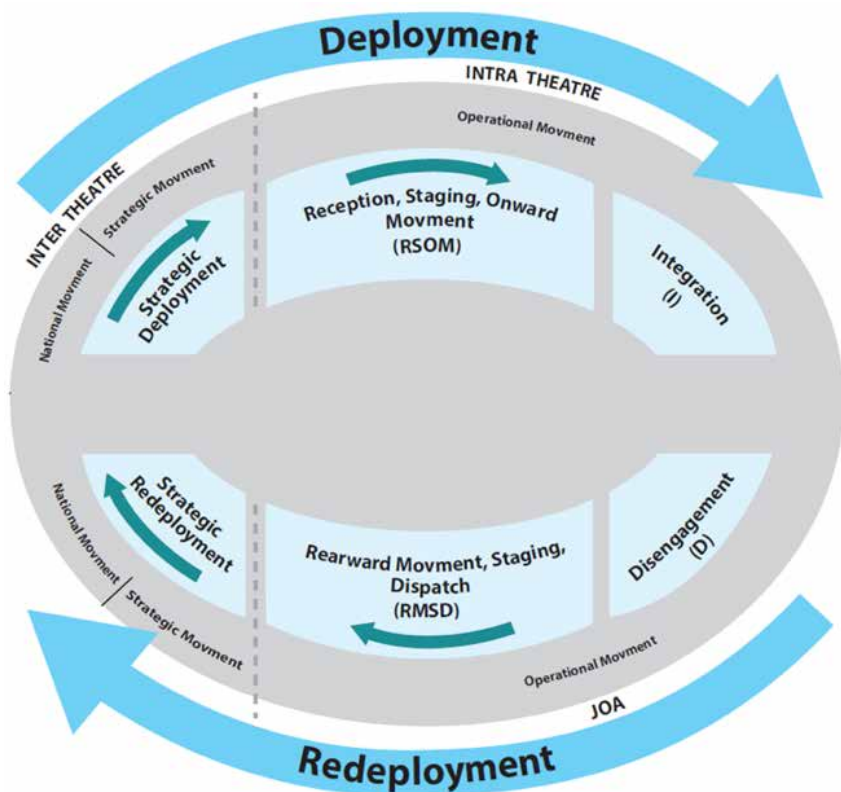 Deployment
INTRA THEATRE
Operational Movment
INTER THEATRE
Strategic Movment
National Movment
Strategic
Deployment
Reception, Staging, Onward
Movment
(RSOM)
Integration
(I)
Strategic
Redeployment
Rearward Movment, Staging,
Dispatch
(RMSD)
Disengagement
(D)
National Movment
Strategic Movment
Operational Movment
JOA
Redeployment